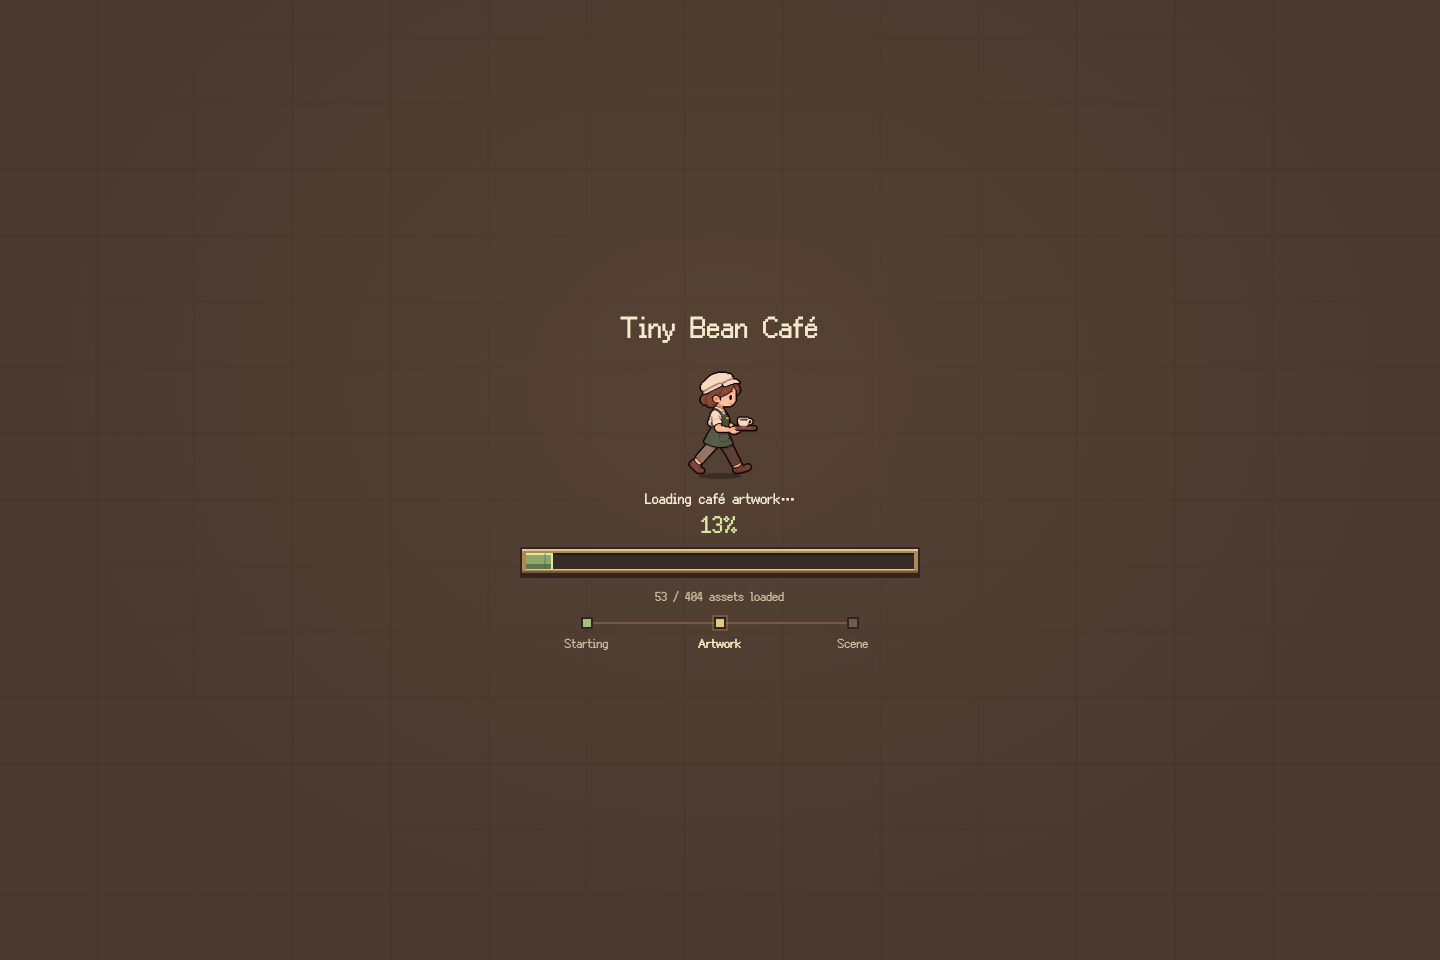 Tiny Bean Café
Loading café artwork…
13%
53 / 404 assets loaded
Starting
Artwork
Scene